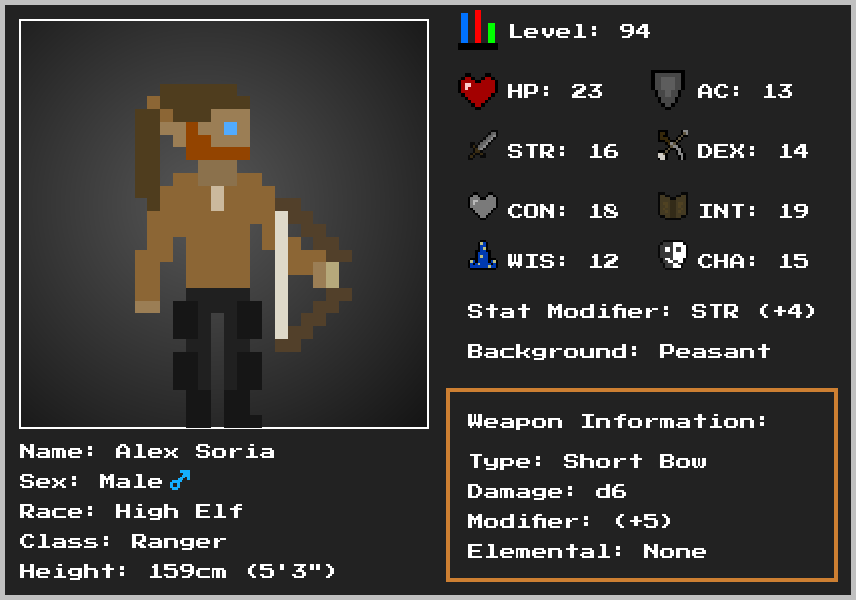 Level: 94
HP: 23
AC: 13
STR: 16
DEX: 14
CON: 18
INT: 19
WIS: 12
CHA: 15
Stat Modifier: STR (+4)
Background: Peasant
Weapon Information:
Type: Short Bow
Damage: d6
Modifier: (+5)
Elemental: None
Name: Alex Soria
Sex: Male♂
Race: High Elf
Class: Ranger
Height: 159cm (5'3")